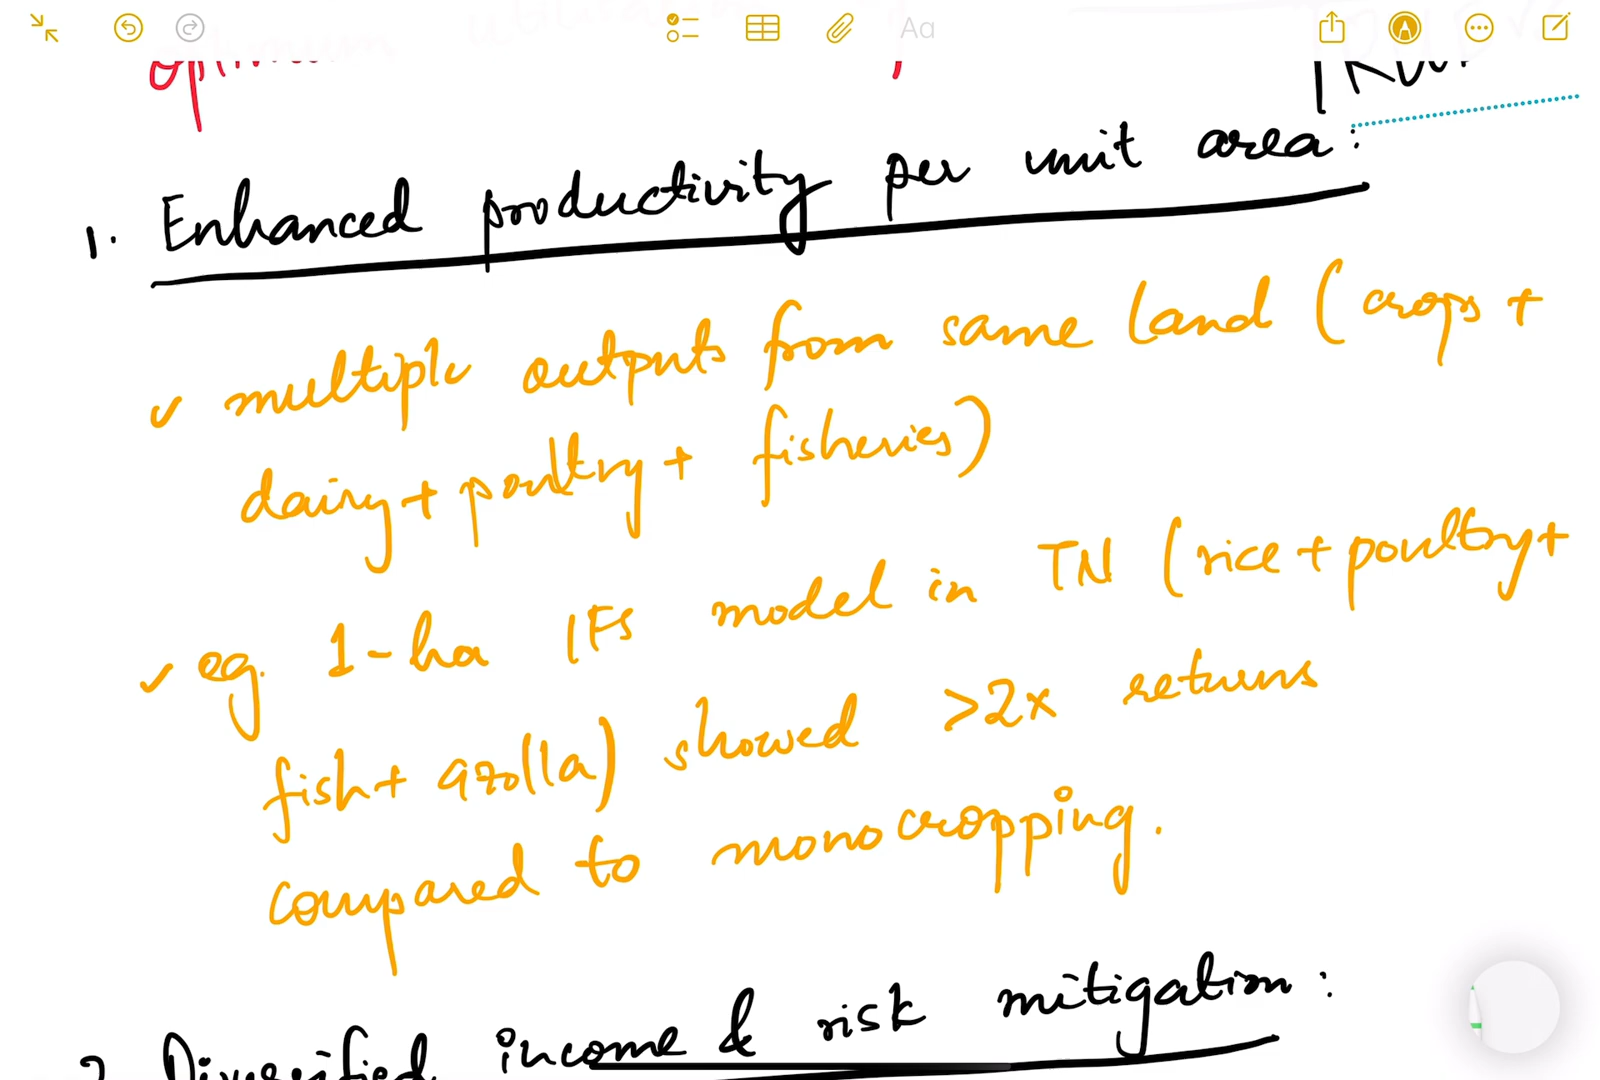 Aa
1. Enhanced productivity per unit area:
✓ multiple outputs from same land (crops +
dairy + poultry + fisheries)
✓ eg. 1-ha IFS model in TN (rice + poultry +
fish + azolla) showed >2x returns
compared to monocropping.
2. Diversified income & risk mitigation: